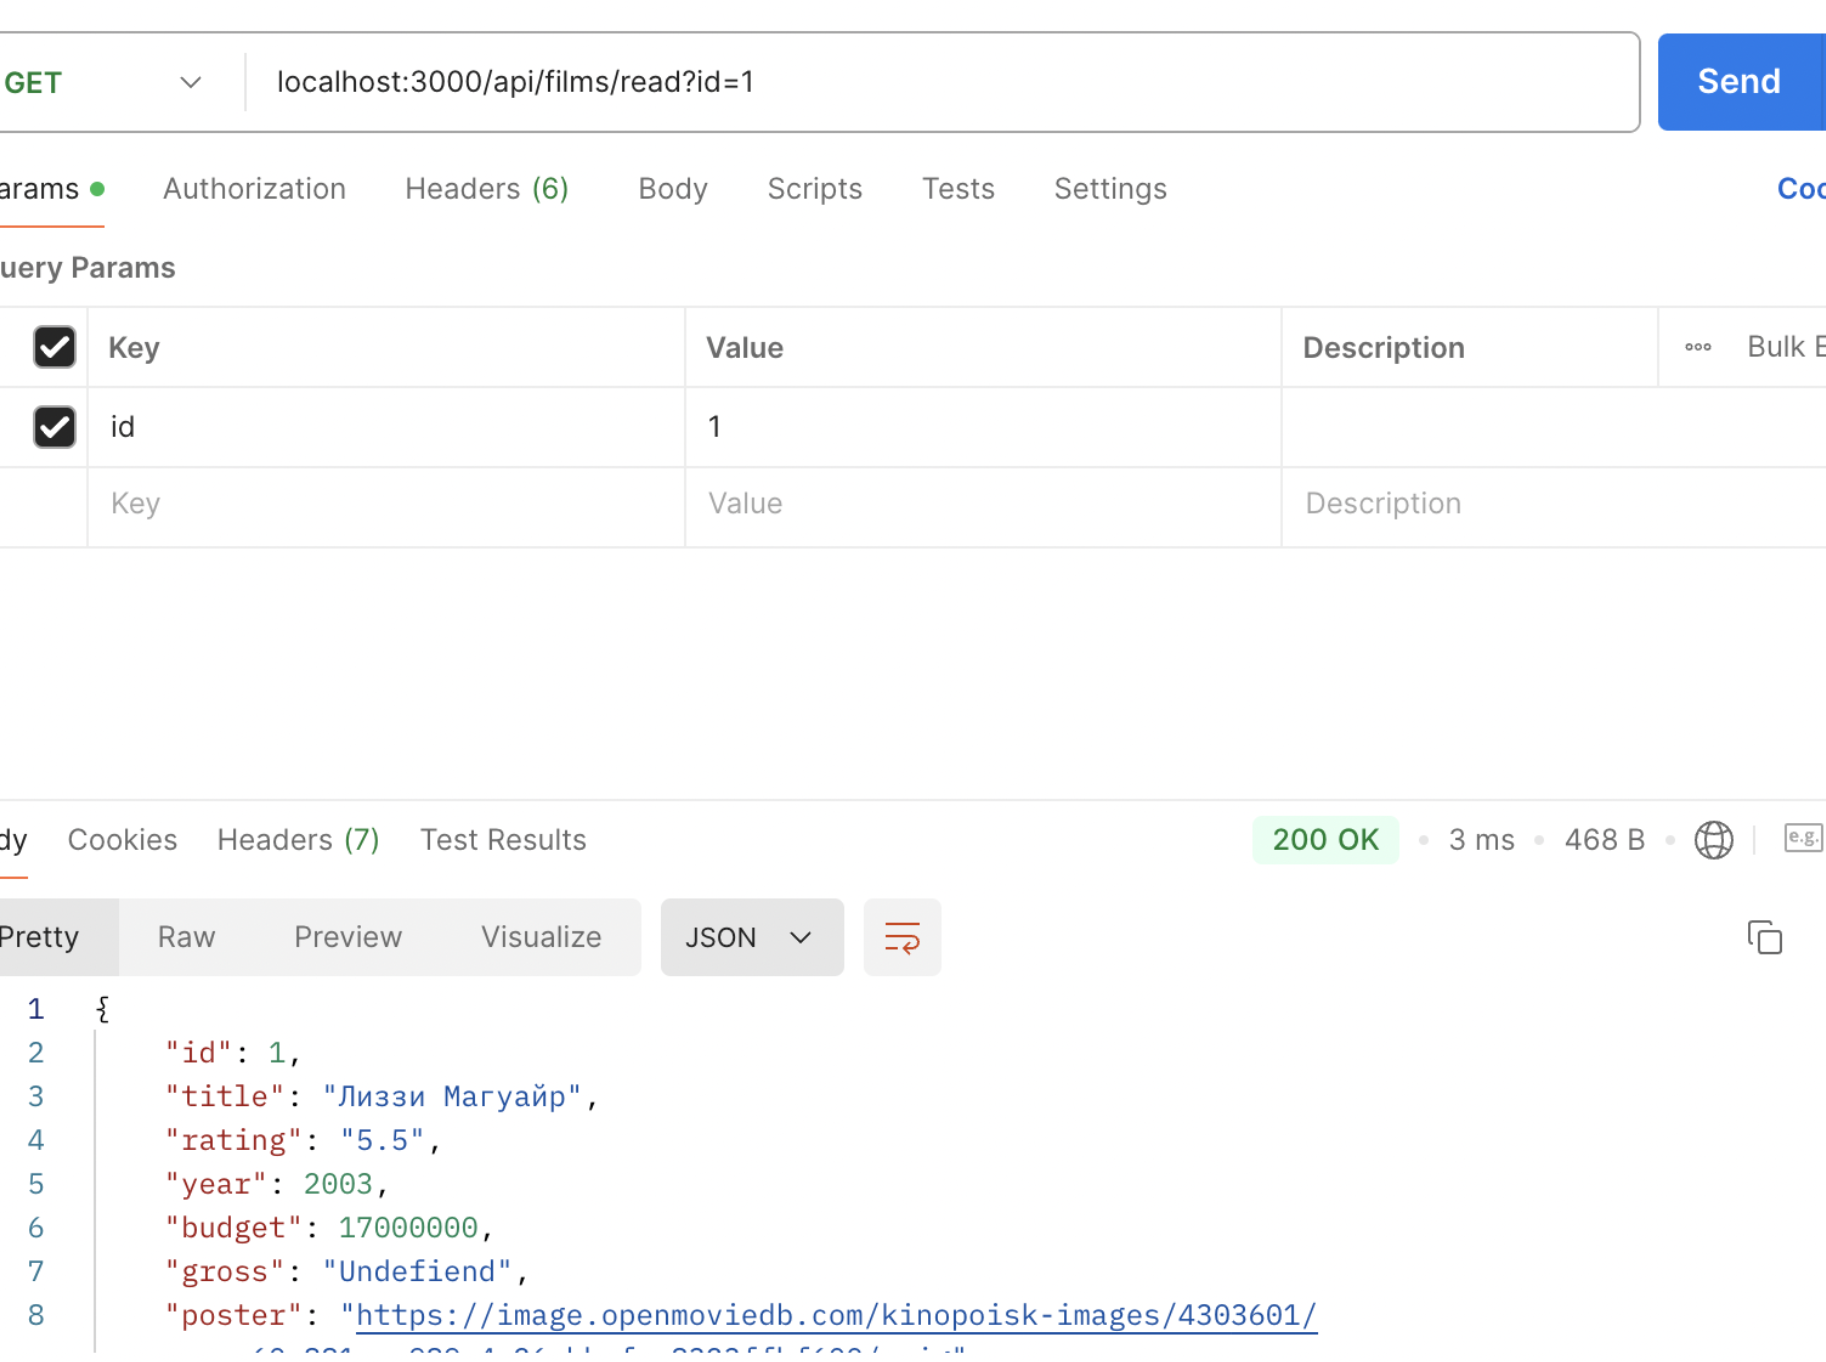 GET localhost:3000/api/films/read?id=1 Send
arams Authorization Headers (6) Body Scripts Tests Settings Coo
uery Params
Key Value Description Bulk E
id 1
Key Value Description
dy Cookies Headers (7) Test Results 200 OK 3 ms 468 B e.g.
Pretty Raw Preview Visualize JSON
1 {
2 "id": 1,
3 "title": "Лиззи Магуайр",
4 "rating": "5.5",
5 "year": 2003,
6 "budget": 17000000,
7 "gross": "Undefiend",
8 "poster": "https://image.openmoviedb.com/kinopoisk-images/4303601/